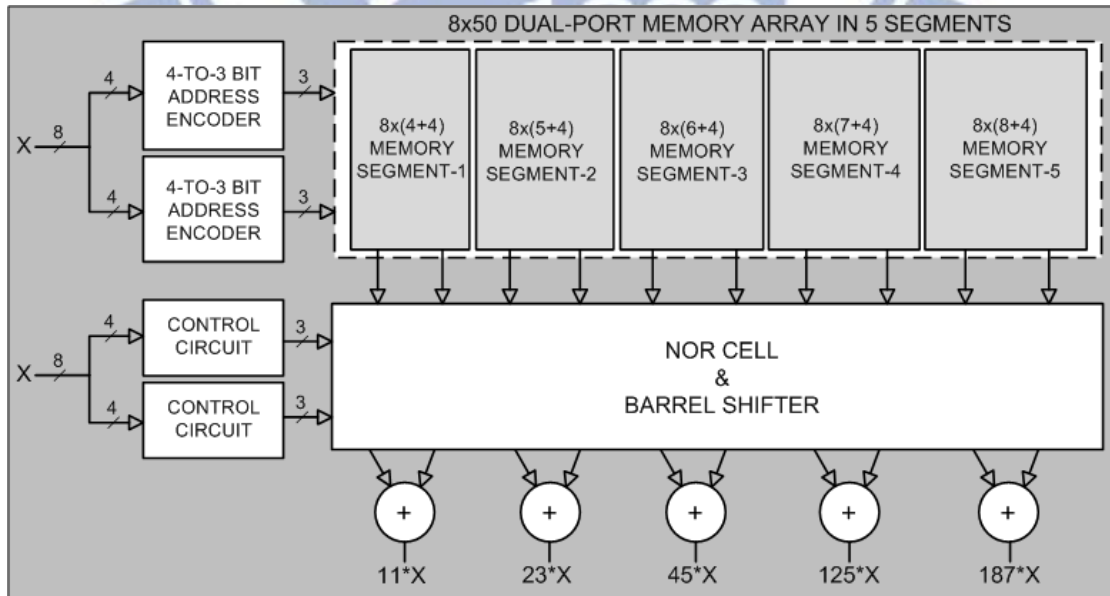 8x50 DUAL-PORT MEMORY ARRAY IN 5 SEGMENTS
X
8
4
4-TO-3 BIT
ADDRESS
ENCODER
3
4
4-TO-3 BIT
ADDRESS
ENCODER
3
8x(4+4)
MEMORY
SEGMENT-1
8x(5+4)
MEMORY
SEGMENT-2
8x(6+4)
MEMORY
SEGMENT-3
8x(7+4)
MEMORY
SEGMENT-4
8x(8+4)
MEMORY
SEGMENT-5
X
8
4
CONTROL
CIRCUIT
3
4
CONTROL
CIRCUIT
3
NOR CELL
&
BARREL SHIFTER
+
+
+
+
+
11*X
23*X
45*X
125*X
187*X